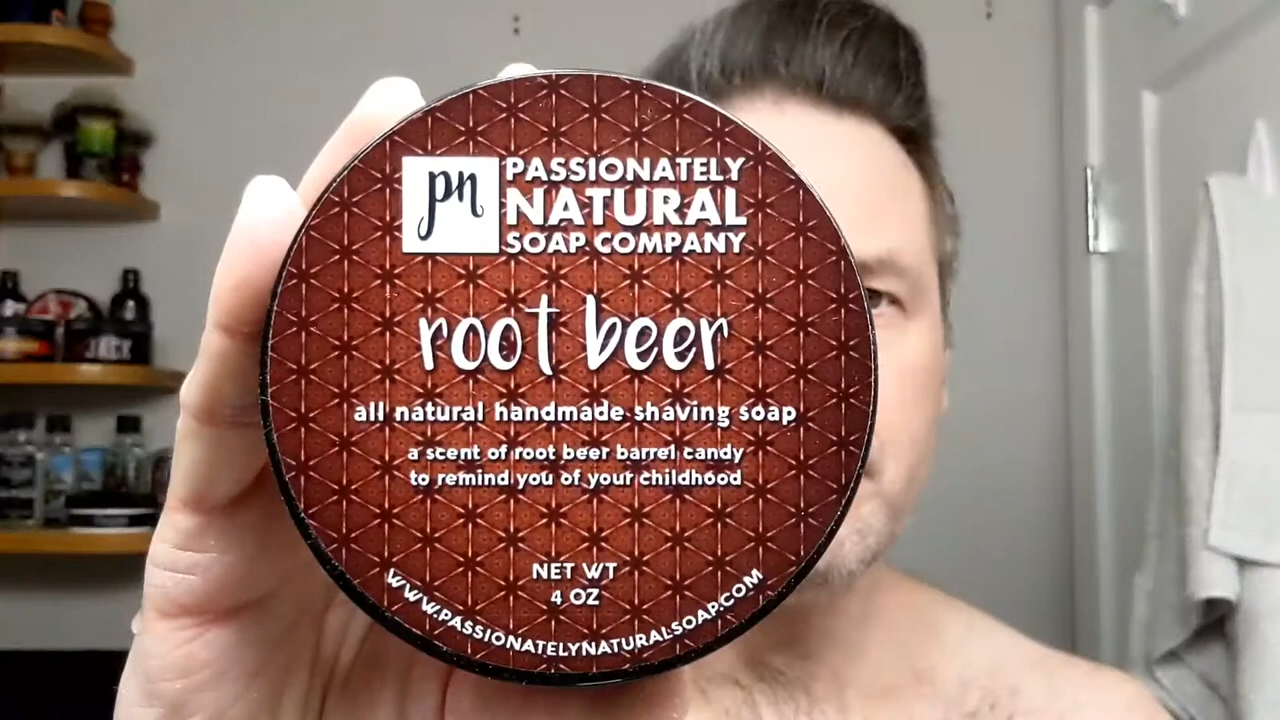 pn
PASSIONATELY
NATURAL
SOAP COMPANY
root beer
all natural handmade shaving soap
a scent of root beer barrel candy
to remind you of your childhood
NET WT
4 OZ
WWW.PASSIONATELYNATURALSOAP.COM
JACK